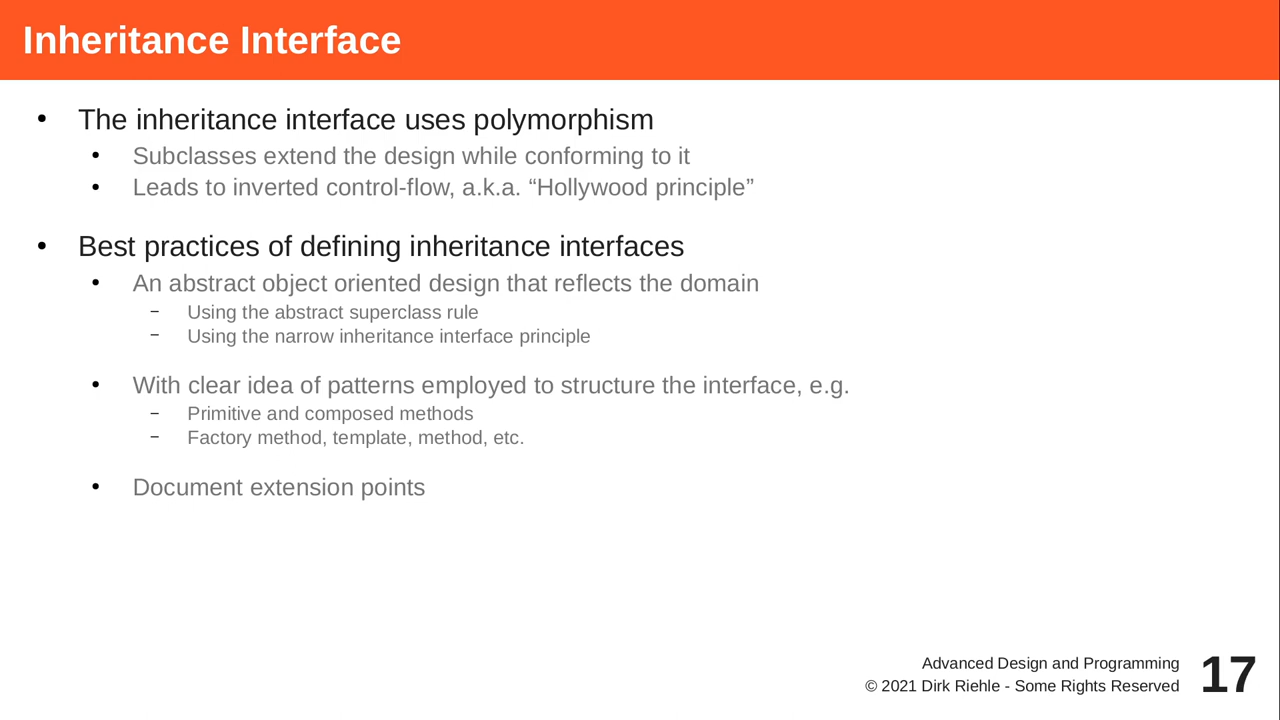 Inheritance Interface
• The inheritance interface uses polymorphism
• Subclasses extend the design while conforming to it
• Leads to inverted control-flow, a.k.a. “Hollywood principle”
• Best practices of defining inheritance interfaces
• An abstract object oriented design that reflects the domain
– Using the abstract superclass rule
– Using the narrow inheritance interface principle
• With clear idea of patterns employed to structure the interface, e.g.
– Primitive and composed methods
– Factory method, template, method, etc.
• Document extension points
Advanced Design and Programming
© 2021 Dirk Riehle - Some Rights Reserved
17